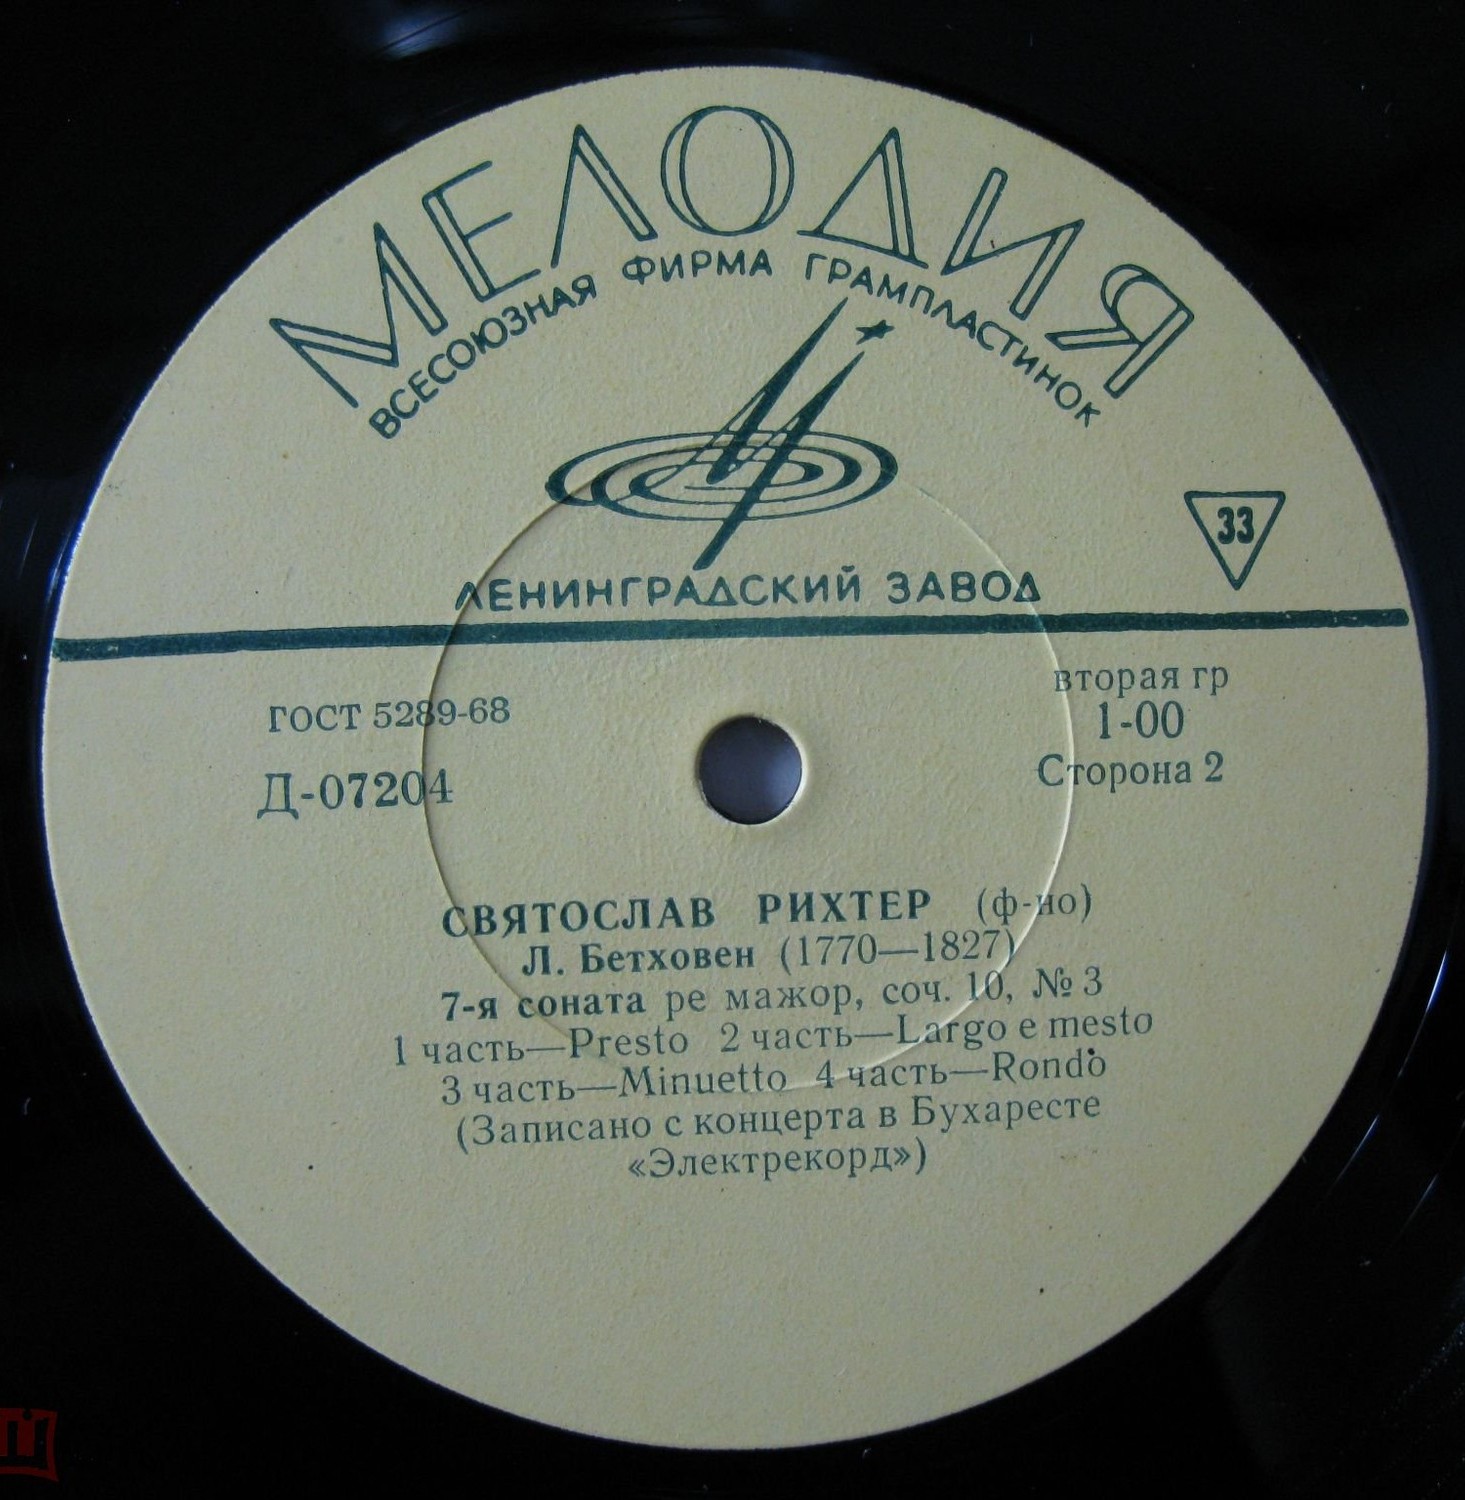 МЕЛОДИЯ
ВСЕСОЮЗНАЯ ФИРМА ГРАМПЛАСТИНОК
33
ЛЕНИНГРАДСКИЙ ЗАВОД
ГОСТ 5289-68
Д-07204
вторая гр
1-00
Сторона 2
СВЯТОСЛАВ РИХТЕР (ф-но)
Л. Бетховен (1770—1827)
7-я соната ре мажор, соч. 10, № 3
1 часть—Presto 2 часть—Largo e mesto
3 часть—Minuetto 4 часть—Rondo
(Записано с концерта в Бухаресте
«Электрекорд»)